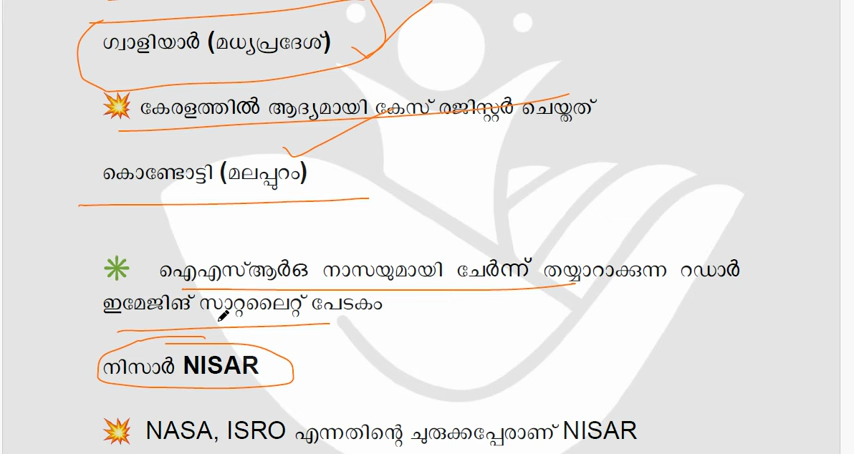 ഗ്വാളിയാർ (മധ്യപ്രദേശ്)
💥 കേരളത്തിൽ ആദ്യമായി കേസ് രജിസ്റ്റർ ചെയ്തത്
കൊണ്ടോട്ടി (മലപ്പുറം)
✳ ഐഎസ്ആർഒ നാസയുമായി ചേർന്ന് തയ്യാറാക്കുന്ന റഡാർ
ഇമേജിങ് സാറ്റലൈറ്റ് പേടകം
നിസാർ NISAR
💥 NASA, ISRO എന്നതിന്റെ ചുരുക്കപ്പേരാണ് NISAR